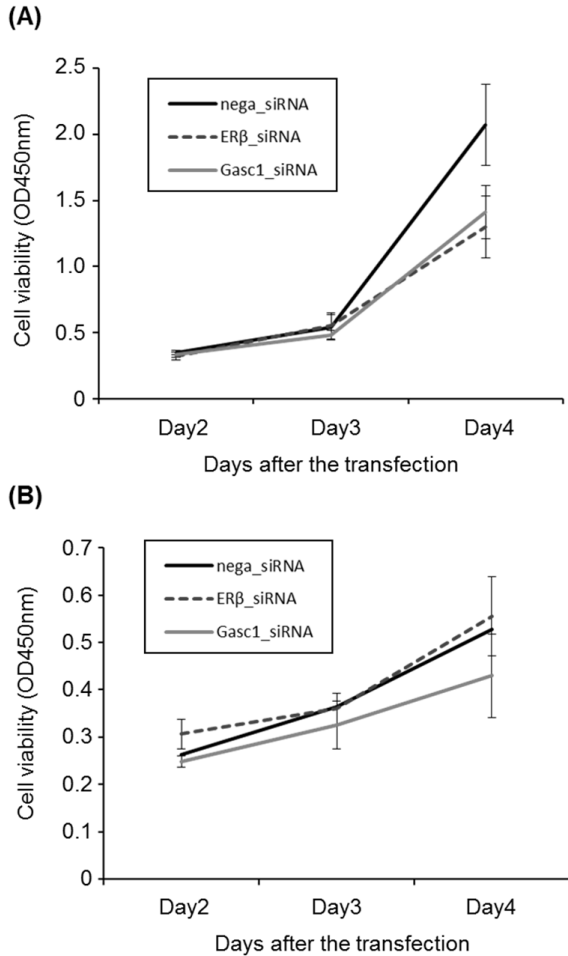 (A)
2.5
2.0
1.5
1.0
0.5
0
Cell viability (OD450nm)
nega_siRNA
ERβ_siRNA
Gasc1_siRNA
Day2 Day3 Day4
Days after the transfection
(B)
0.7
0.6
0.5
0.4
0.3
0.2
0.1
0
Cell viability (OD450nm)
nega_siRNA
ERβ_siRNA
Gasc1_siRNA
Day2 Day3 Day4
Days after the transfection